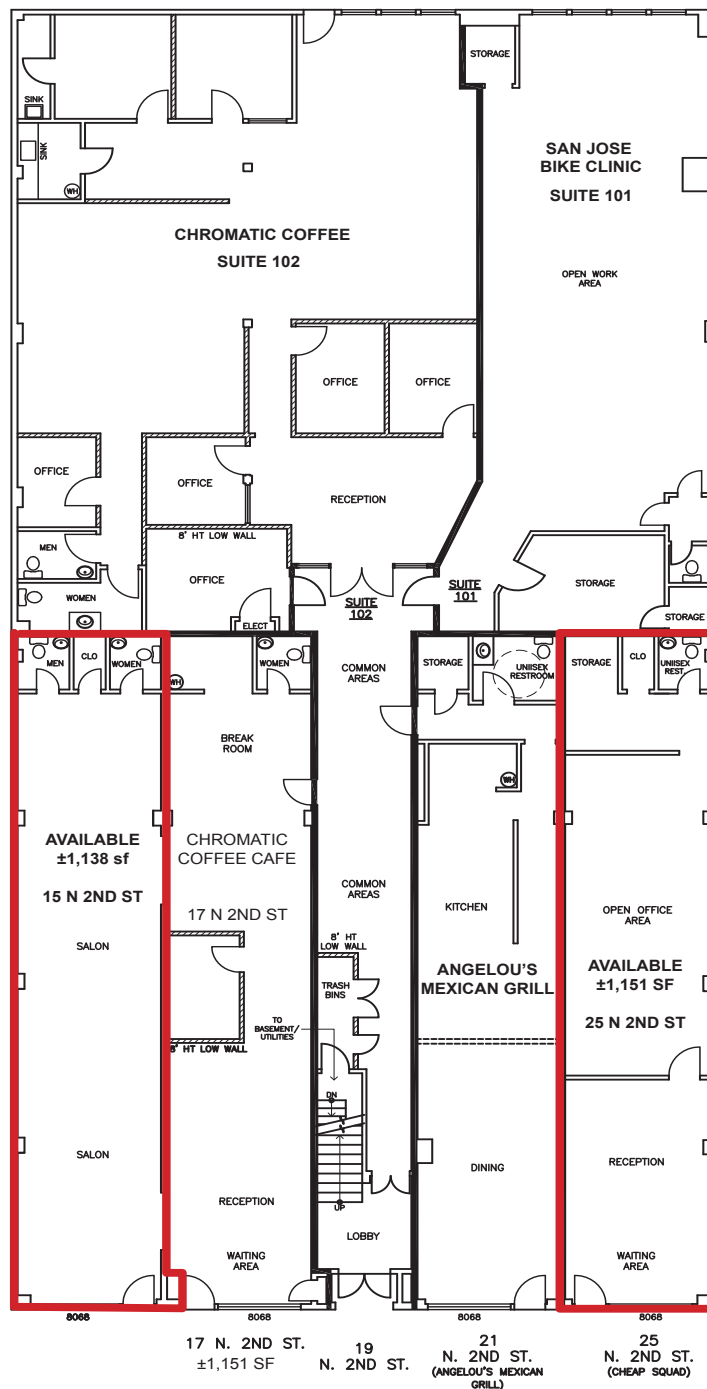 STORAGE
SINK
SINK
WH
SAN JOSE
BIKE CLINIC
SUITE 101
CHROMATIC COFFEE
SUITE 102
OPEN WORK
AREA
OFFICE
OFFICE
OFFICE
OFFICE
RECEPTION
8' HT LOW WALL
MEN
OFFICE
WOMEN
ELECT
SUITE
102
SUITE
101
STORAGE
STORAGE
MEN
CLO
WOMEN
WH
WOMEN
COMMON
AREAS
STORAGE
UNIISEX
RESTROOM
STORAGE
CLO
UNIISEX
REST.
BREAK
ROOM
WH
AVAILABLE
±1,138 sf
15 N 2ND ST
CHROMATIC
COFFEE CAFE
17 N 2ND ST
COMMON
AREAS
KITCHEN
OPEN OFFICE
AREA
SALON
8' HT
LOW WALL
TRASH
BINS
ANGELOU'S
MEXICAN GRILL
AVAILABLE
±1,151 SF
25 N 2ND ST
TO
BASEMENT/
UTILITIES
8' HT LOW WALL
DN
SALON
DINING
RECEPTION
RECEPTION
UP
LOBBY
WAITING
AREA
WAITING
AREA
8068
8068
8068
8068
17 N. 2ND ST.
±1,151 SF
19
N. 2ND ST.
21
N. 2ND ST.
(ANGELOU'S MEXICAN
GRILL)
25
N. 2ND ST.
(CHEAP SQUAD)